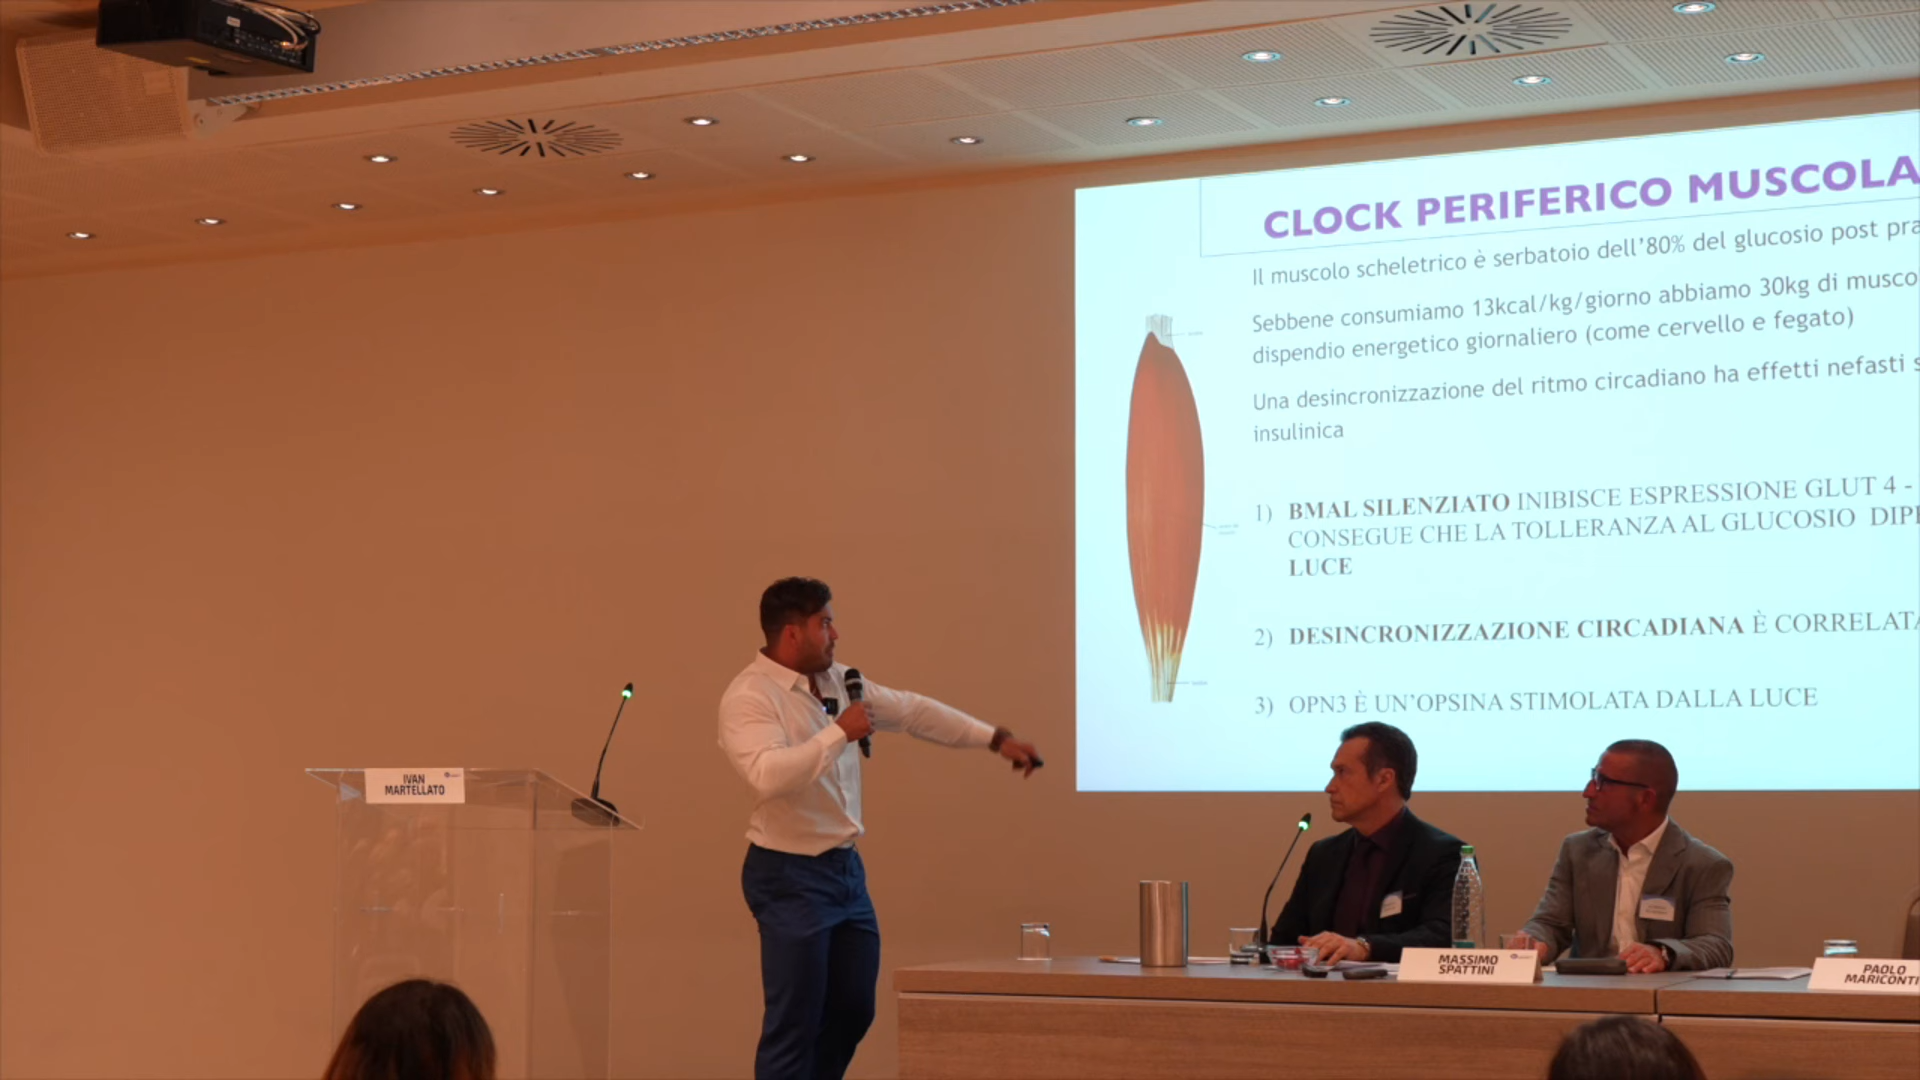 CLOCK PERIFERICO MUSCOLA
Il muscolo scheletrico è serbatoio dell'80% del glucosio post pra
Sebbene consumiamo 13kcal/kg/giorno abbiamo 30kg di musco
dispendio energetico giornaliero (come cervello e fegato)
Una desincronizzazione del ritmo circadiano ha effetti nefasti s
insulinica
1) BMAL SILENZIATO INIBISCE ESPRESSIONE GLUT 4 -
CONSEGUE CHE LA TOLLERANZA AL GLUCOSIO DIPE
LUCE
2) DESINCRONIZZAZIONE CIRCADIANA È CORRELATA
3) OPN3 È UN'OPSINA STIMOLATA DALLA LUCE
IVAN
MARTELLATO
MASSIMO
SPATTINI
PAOLO
MARICONTI